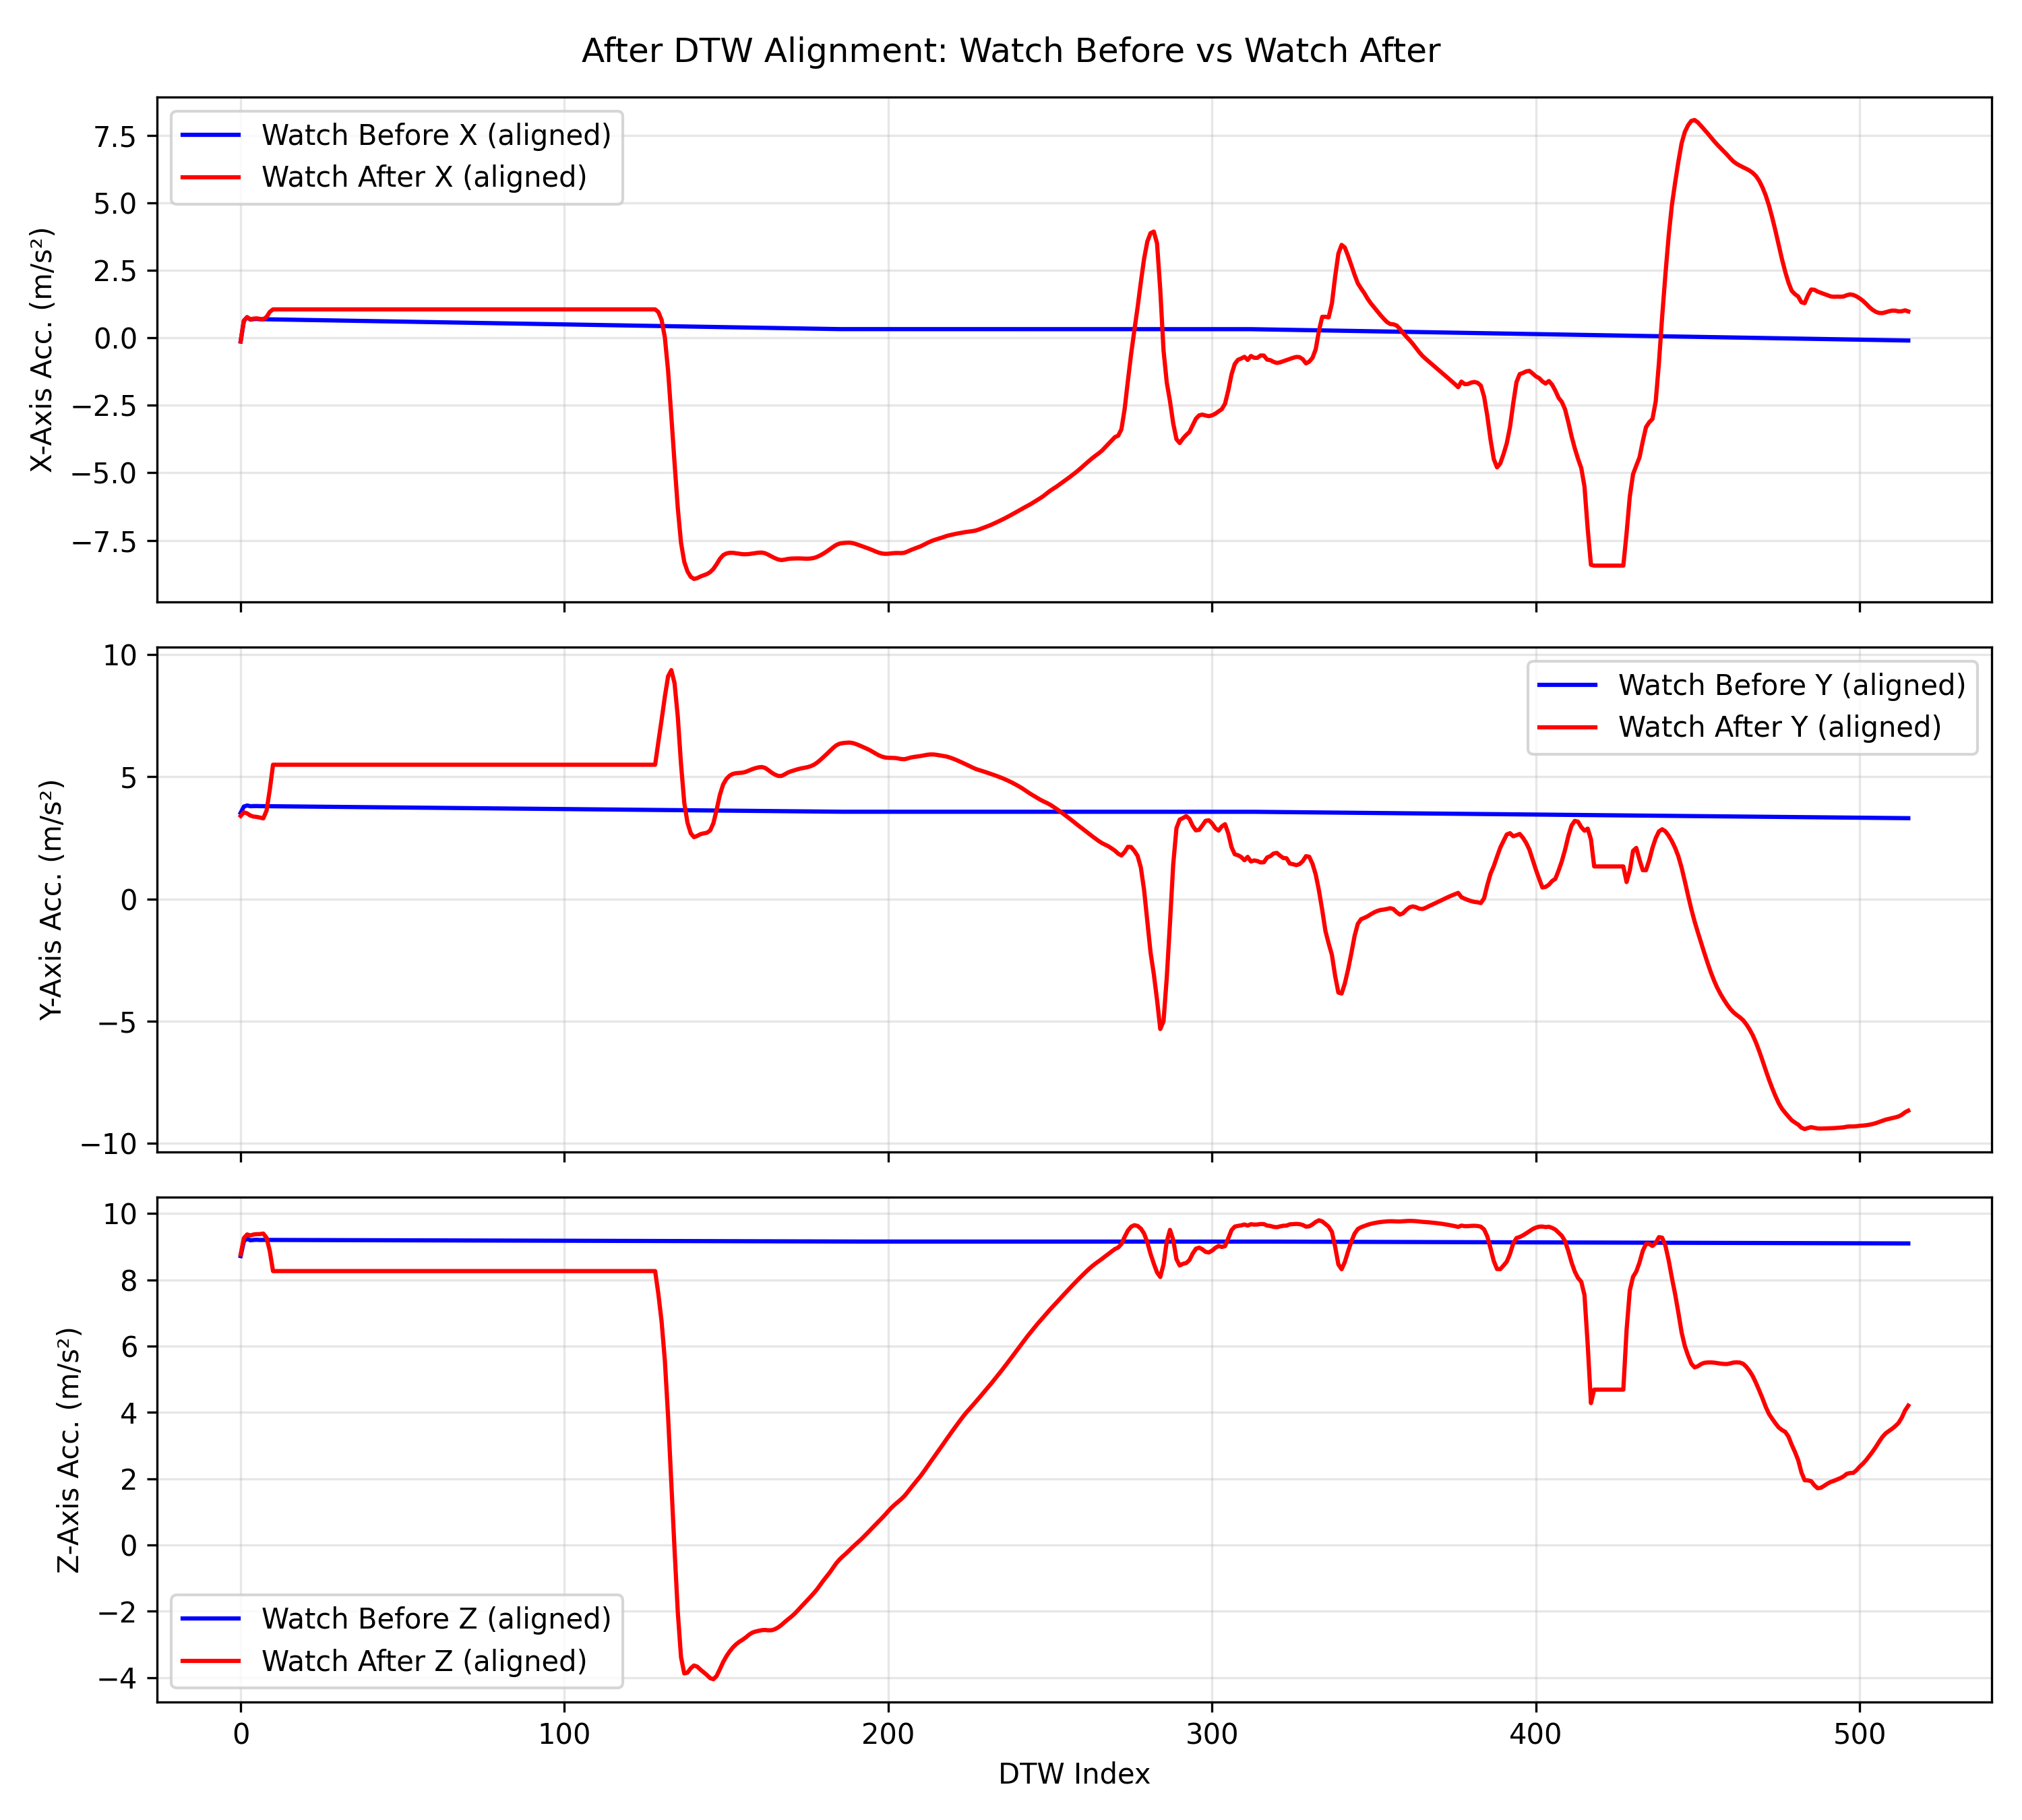 After DTW Alignment: Watch Before vs Watch After
X-Axis Acc. (m/s²)
7.5
5.0
2.5
0.0
−2.5
−5.0
−7.5
Watch Before X (aligned)
Watch After X (aligned)
Y-Axis Acc. (m/s²)
10
5
0
−5
−10
Watch Before Y (aligned)
Watch After Y (aligned)
Z-Axis Acc. (m/s²)
10
8
6
4
2
0
−2
−4
Watch Before Z (aligned)
Watch After Z (aligned)
0 100 200 300 400 500
DTW Index